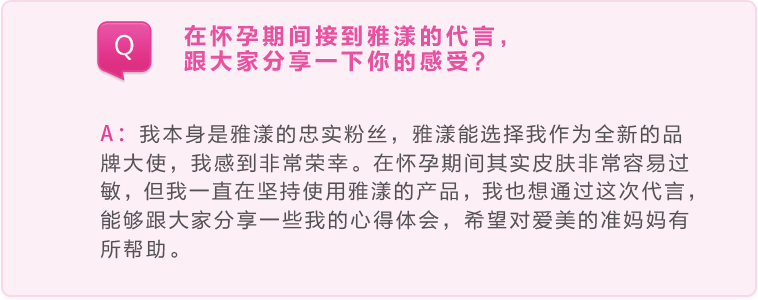 Q
在怀孕期间接到雅漾的代言，
跟大家分享一下你的感受？
A：我本身是雅漾的忠实粉丝，雅漾能选择我作为全新的品
牌大使，我感到非常荣幸。在怀孕期间其实皮肤非常容易过
敏，但我一直在坚持使用雅漾的产品，我也想通过这次代言，
能够跟大家分享一些我的心得体会，希望对爱美的准妈妈有
所帮助。